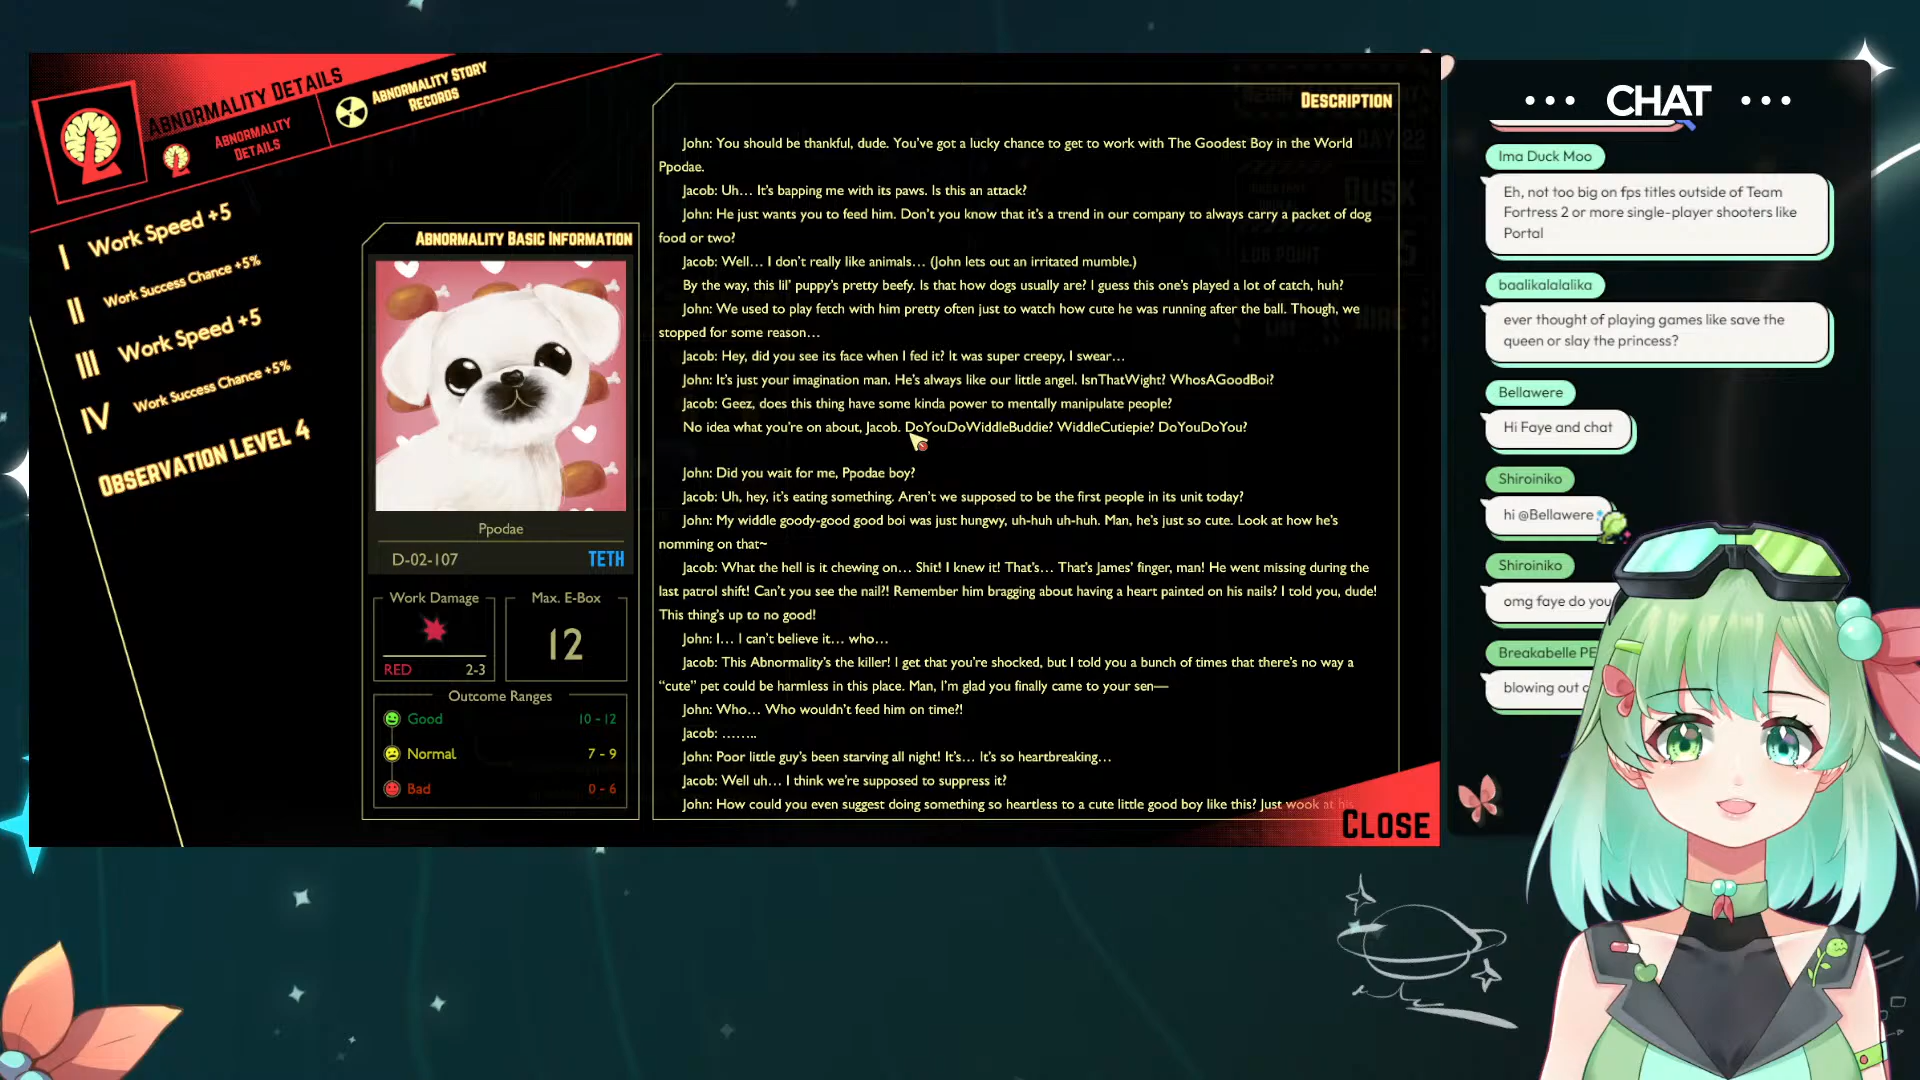 ABNORMALITY DETAILS
ABNORMALITY
DETAILS
ABNORMALITY STORY
RECORDS
I Work Speed +5
II Work Success Chance +5%
III Work Speed +5
IV Work Success Chance +5%
OBSERVATION LEVEL 4
ABNORMALITY BASIC INFORMATION
Ppodae
D-02-107 TETH
Work Damage
RED 2-3
Max. E-Box
12
Outcome Ranges
Good 10 - 12
Normal 7 - 9
Bad 0 - 6
DESCRIPTION
John: You should be thankful, dude. You've got a lucky chance to get to work with The Goodest Boy in the World
Ppodae.
Jacob: Uh… It's bapping me with its paws. Is this an attack?
John: He just wants you to feed him. Don't you know that it's a trend in our company to always carry a packet of dog
food or two?
Jacob: Well… I don't really like animals… (John lets out an irritated mumble.)
By the way, this lil' puppy's pretty beefy. Is that how dogs usually are? I guess this one's played a lot of catch, huh?
John: We used to play fetch with him pretty often just to watch how cute he was running after the ball. Though, we
stopped for some reason…
Jacob: Hey, did you see its face when I fed it? It was super creepy, I swear…
John: It's just your imagination man. He's always like our little angel. IsnThatWight? WhosAGoodBoi?
Jacob: Geez, does this thing have some kinda power to mentally manipulate people?
No idea what you're on about, Jacob. DoYouDoWiddleBuddie? WiddleCutiepie? DoYouDoYou?
John: Did you wait for me, Ppodae boy?
Jacob: Uh, hey, it's eating something. Aren't we supposed to be the first people in its unit today?
John: My widdle goody-good good boi was just hungwy, uh-huh uh-huh. Man, he's just so cute. Look at how he's
nomming on that~
Jacob: What the hell is it chewing on… Shit! I knew it! That's… That's James' finger, man! He went missing during the
last patrol shift! Can't you see the nail?! Remember him bragging about having a heart painted on his nails? I told you, dude!
This thing's up to no good!
John: I… I can't believe it… who…
Jacob: This Abnormality's the killer! I get that you're shocked, but I told you a bunch of times that there's no way a
“cute” pet could be harmless in this place. Man, I'm glad you finally came to your sen—
John: Who… Who wouldn't feed him on time?!
Jacob: ……..
John: Poor little guy's been starving all night! It's… It's so heartbreaking…
Jacob: Well uh… I think we're supposed to suppress it?
John: How could you even suggest doing something so heartless to a cute little good boy like this? Just wook at his
CLOSE
DAY 22
DUSK
LOB POINT
5
••• CHAT •••
Ima Duck Moo
Eh, not too big on fps titles outside of Team
Fortress 2 or more single-player shooters like
Portal
baalikalalalika
ever thought of playing games like save the
queen or slay the princess?
Bellawere
Hi Faye and chat
Shiroiniko
hi @Bellawere
Shiroiniko
omg faye do you
Breakabelle PE
blowing out